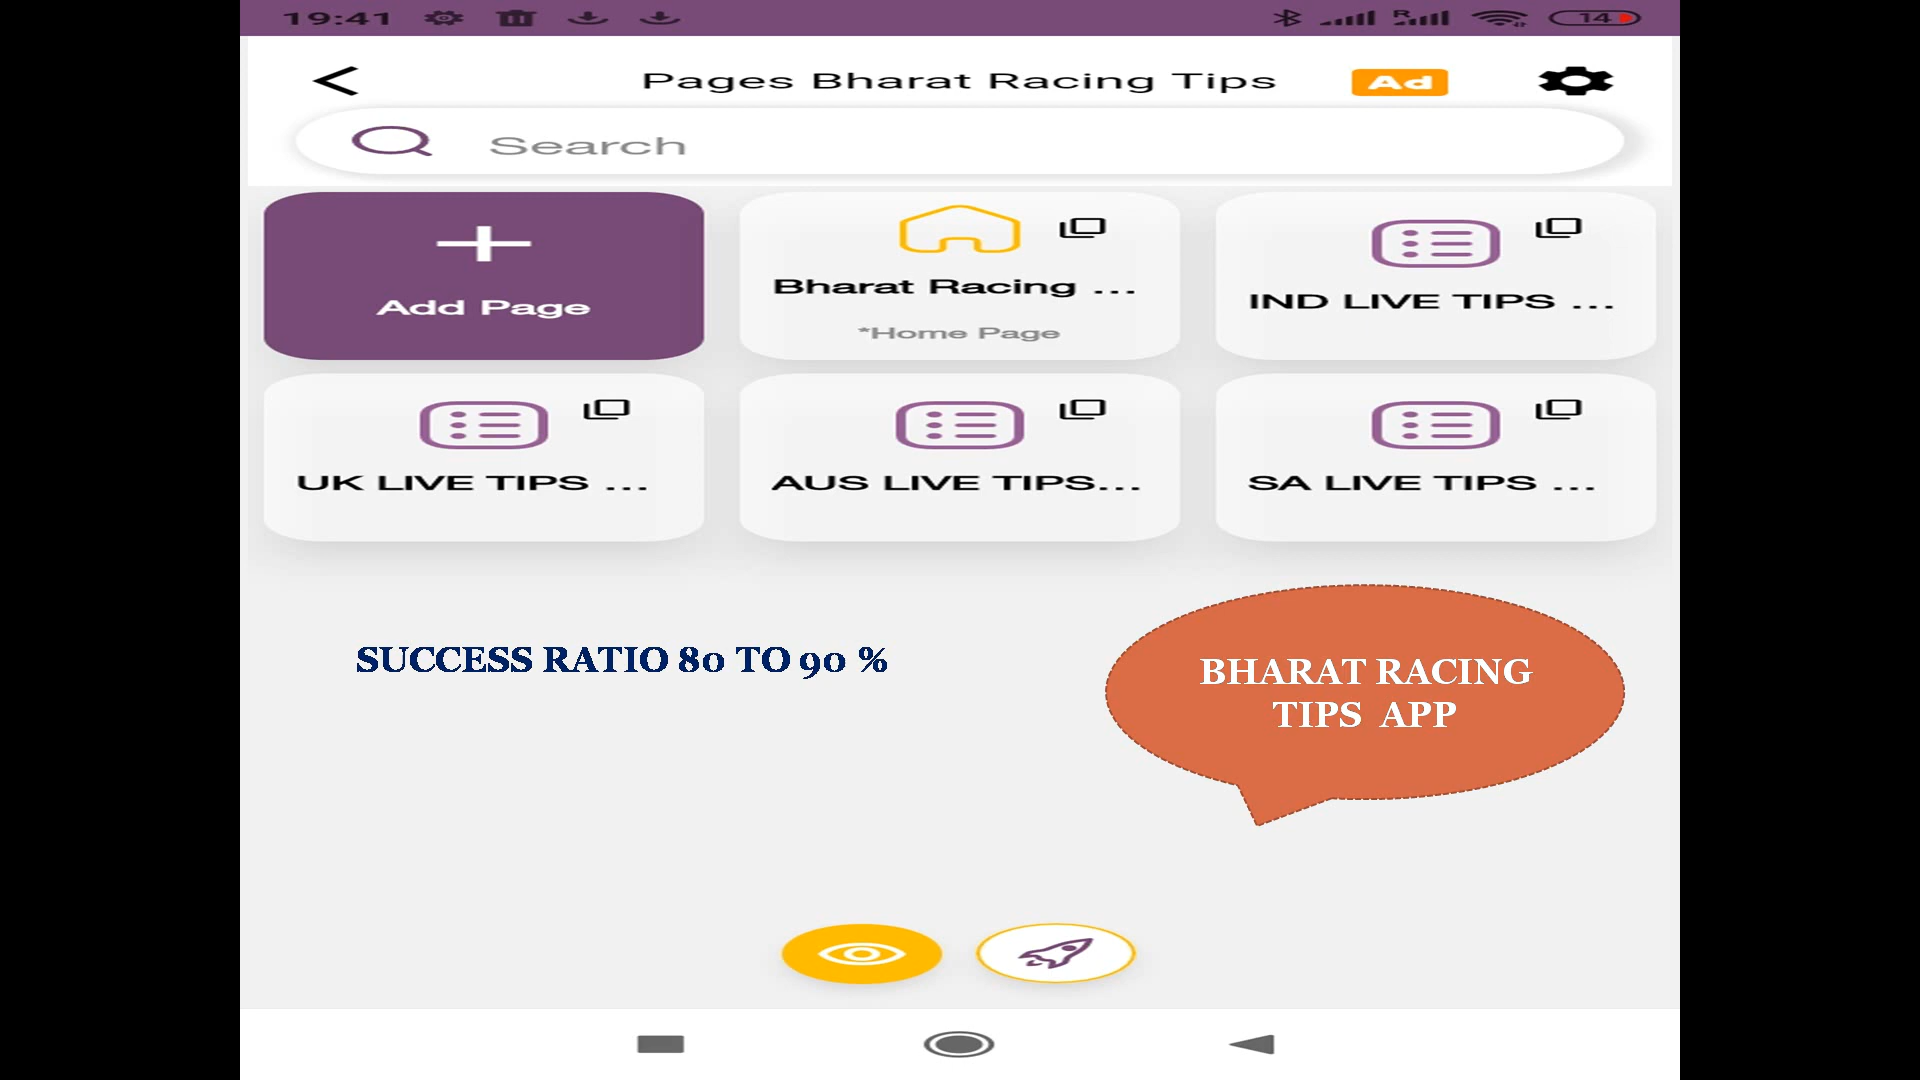 19:41
R
14
Pages Bharat Racing Tips
Ad
Search
Add Page
Bharat Racing ...
*Home Page
IND LIVE TIPS ...
UK LIVE TIPS ...
AUS LIVE TIPS...
SA LIVE TIPS ...
SUCCESS RATIO 80 TO 90 %
BHARAT RACING
TIPS APP